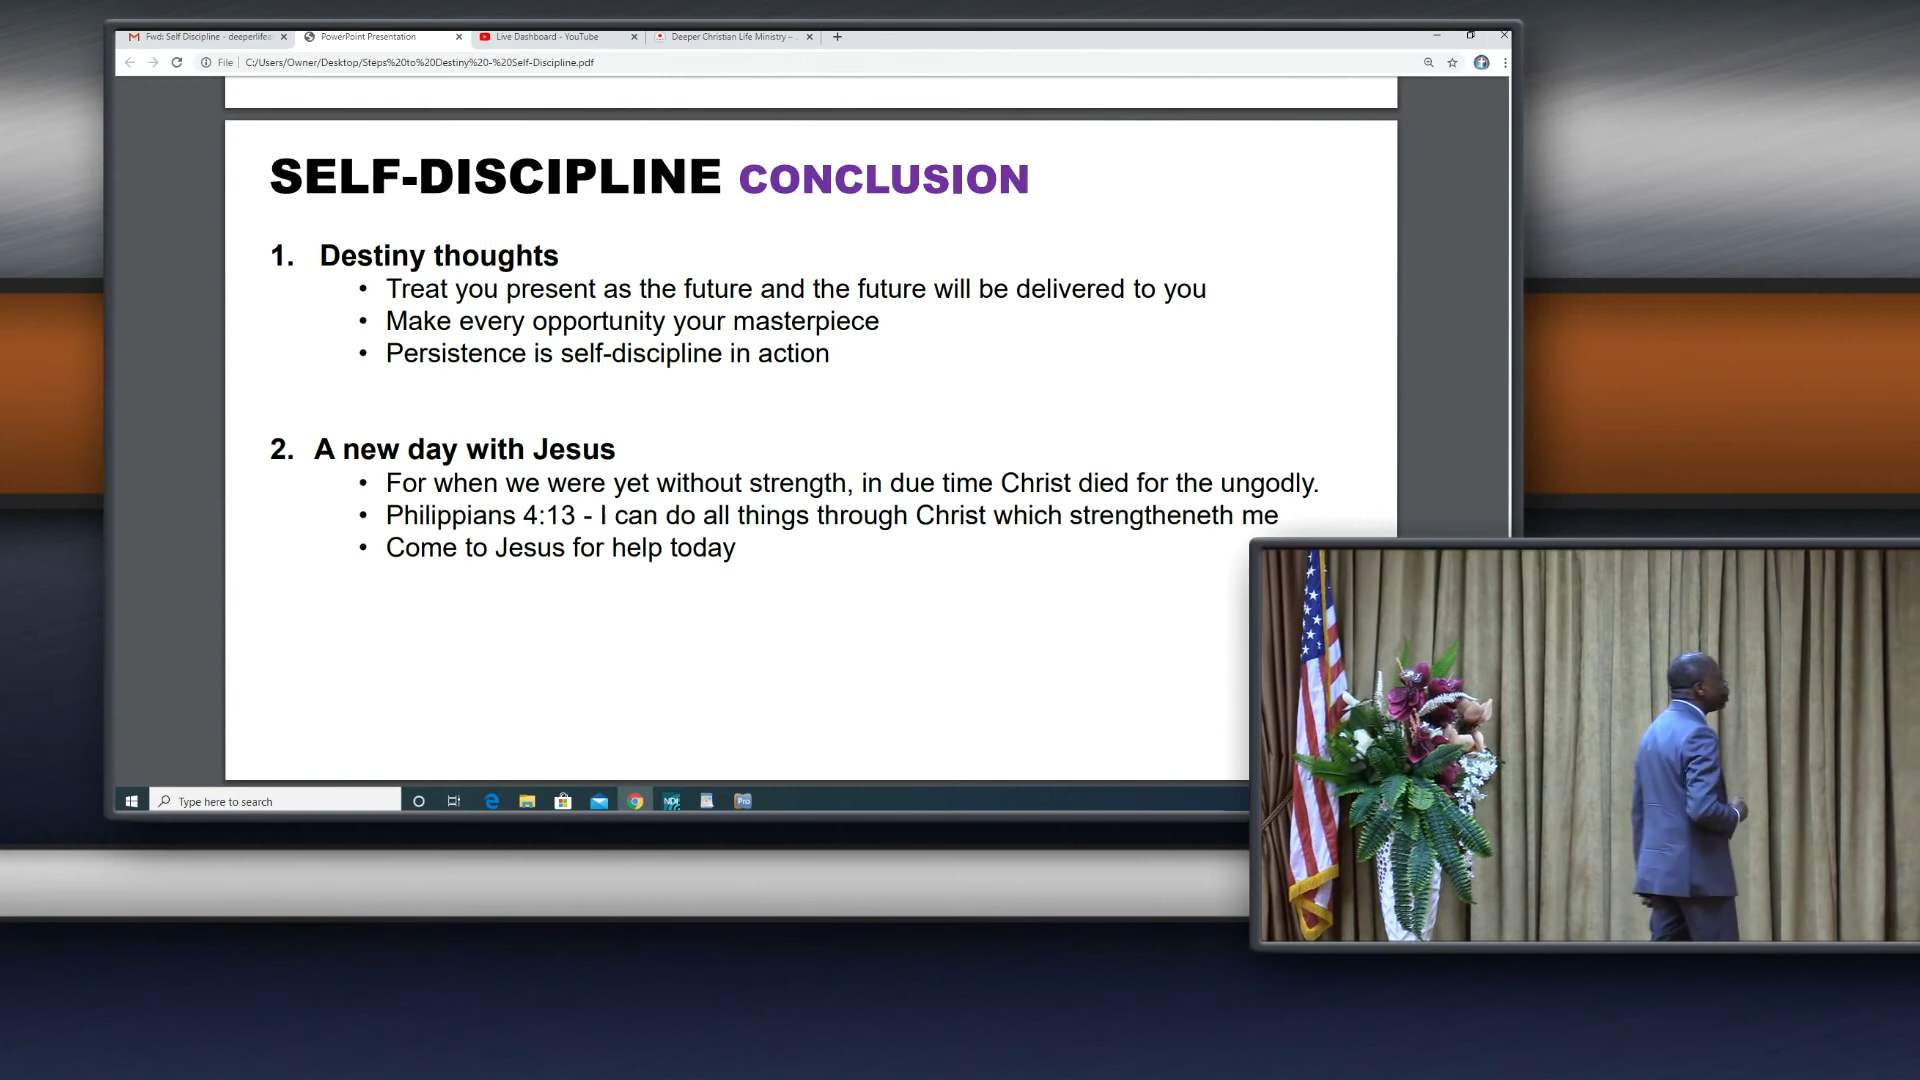 Fwd: Self Discipline - deeperlifea
PowerPoint Presentation
Live Dashboard - YouTube
Deeper Christian Life Ministry –
File
C:/Users/Owner/Desktop/Steps%20to%20Destiny%20-%20Self-Discipline.pdf
SELF-DISCIPLINE CONCLUSION
1. Destiny thoughts
• Treat you present as the future and the future will be delivered to you
• Make every opportunity your masterpiece
• Persistence is self-discipline in action
2. A new day with Jesus
• For when we were yet without strength, in due time Christ died for the ungodly.
• Philippians 4:13 - I can do all things through Christ which strengtheneth me
• Come to Jesus for help today
Type here to search
NDI
Pro